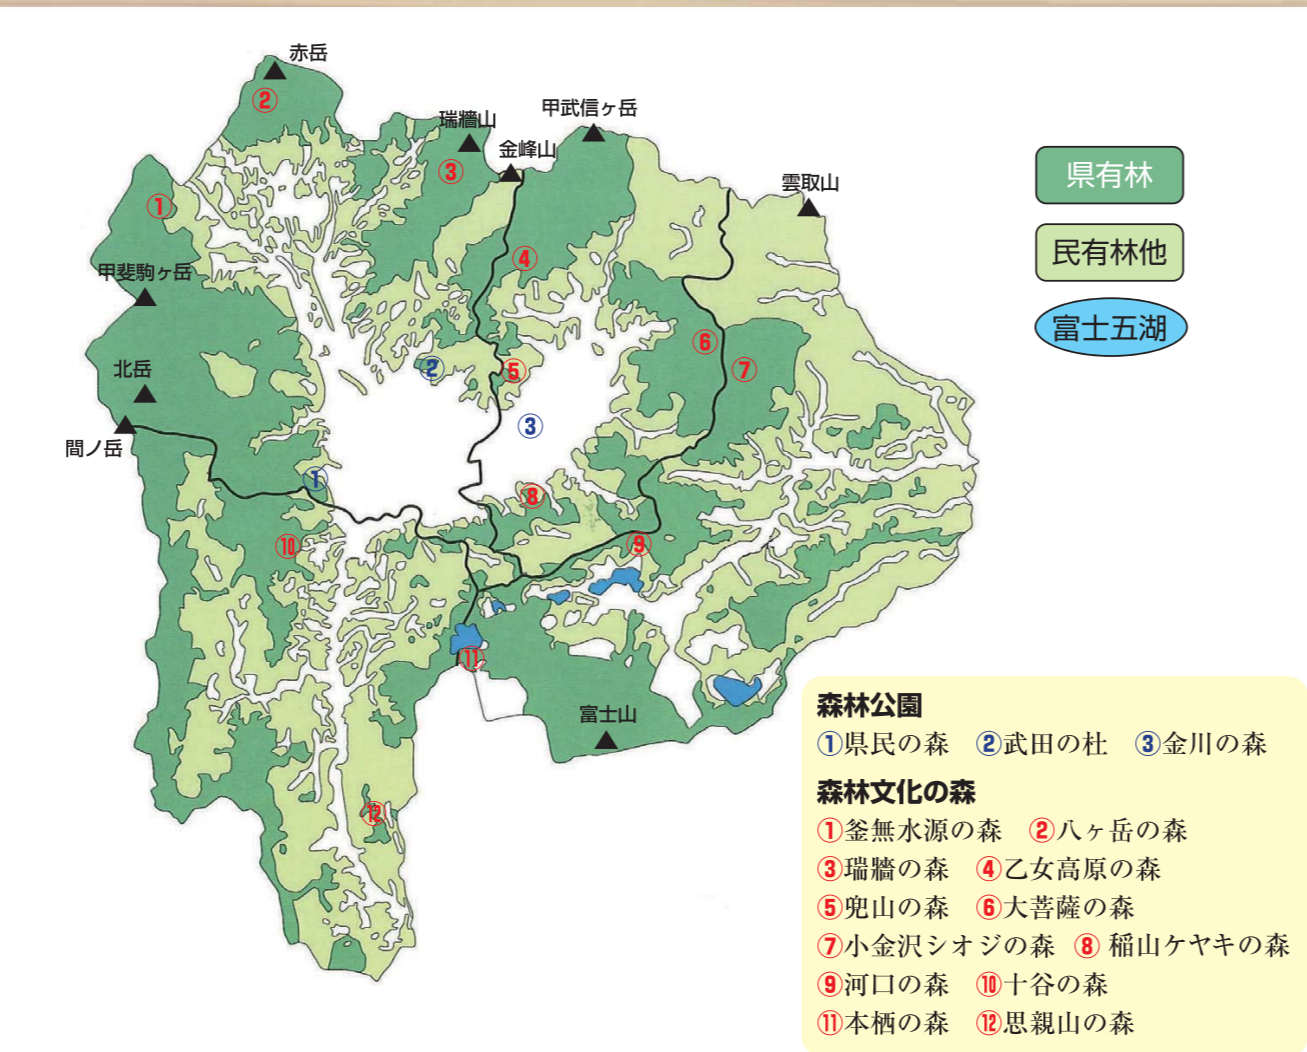 赤岳
②
瑞牆山
甲武信ヶ岳
金峰山
③
雲取山
①
④
甲斐駒ヶ岳
⑥
②
⑤
⑦
北岳
③
間ノ岳
①
⑧
⑩
⑨
⑪
富士山
⑫
県有林
民有林他
富士五湖
森林公園
①県民の森 ②武田の杜 ③金川の森
森林文化の森
①釜無水源の森 ②八ヶ岳の森
③瑞牆の森 ④乙女高原の森
⑤兜山の森 ⑥大菩薩の森
⑦小金沢シオジの森 ⑧ 稲山ケヤキの森
⑨河口の森 ⑩十谷の森
⑪本栖の森 ⑫思親山の森